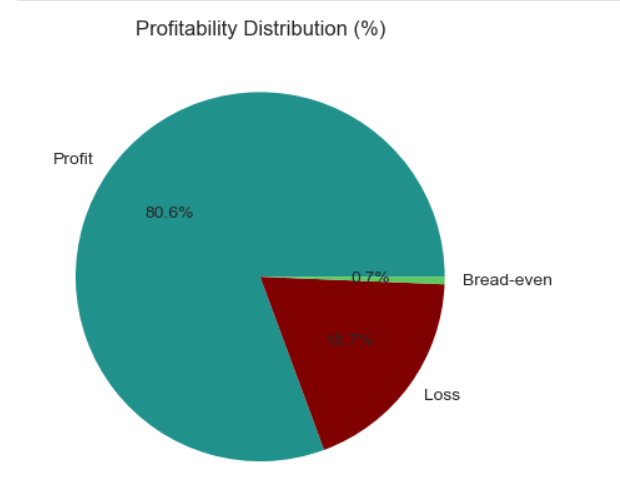 Profitability Distribution (%)
Profit
80.6%
0.7%
Bread-even
18.7%
Loss